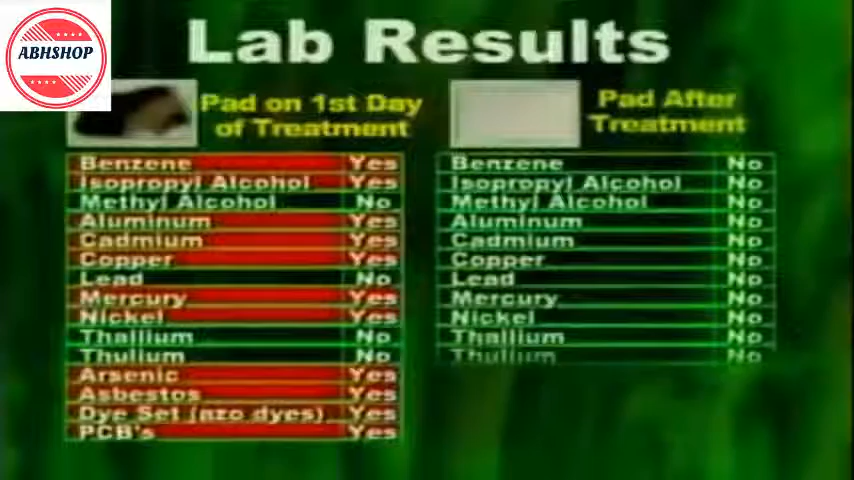 ABHSHOP
Lab Results
Pad on 1st Day
of Treatment
Benzene Yes
Isopropyl Alcohol Yes
Methyl Alcohol No
Aluminum Yes
Cadmium Yes
Copper Yes
Lead No
Mercury Yes
Nickel Yes
Thallium No
Thulium No
Arsenic Yes
Asbestos Yes
Dye Set (azo dyes) Yes
PCB's Yes
Pad After
Treatment
Benzene No
Isopropyl Alcohol No
Methyl Alcohol No
Aluminum No
Cadmium No
Copper No
Lead No
Mercury No
Nickel No
Thallium No
Thulium No